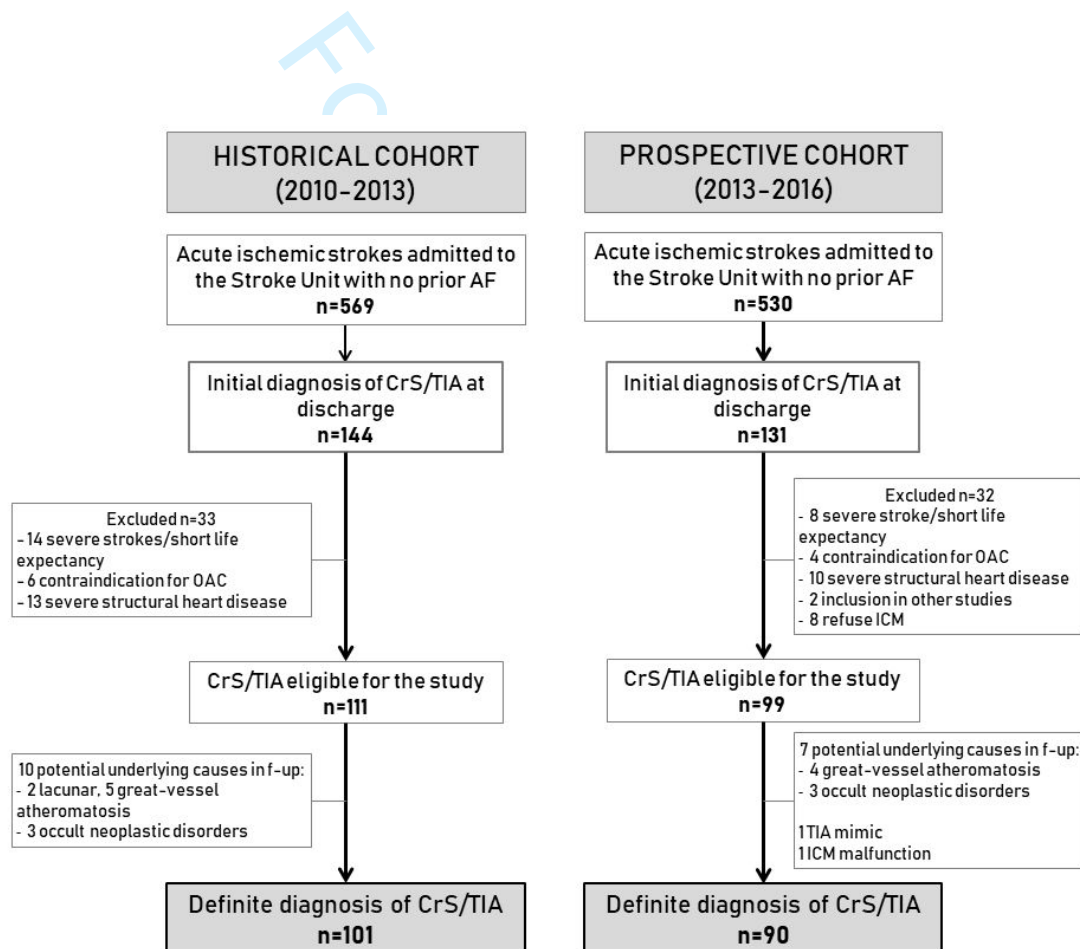 Fo
HISTORICAL COHORT
(2010-2013)
Acute ischemic strokes admitted to
the Stroke Unit with no prior AF
n=569
Initial diagnosis of CrS/TIA at
discharge
n=144
Excluded n=33
- 14 severe strokes/short life
expectancy
- 6 contraindication for OAC
- 13 severe structural heart disease
CrS/TIA eligible for the study
n=111
10 potential underlying causes in f-up:
- 2 lacunar, 5 great-vessel
atheromatosis
- 3 occult neoplastic disorders
Definite diagnosis of CrS/TIA
n=101
PROSPECTIVE COHORT
(2013-2016)
Acute ischemic strokes admitted to
the Stroke Unit with no prior AF
n=530
Initial diagnosis of CrS/TIA at
discharge
n=131
Excluded n=32
- 8 severe stroke/short life
expectancy
- 4 contraindication for OAC
- 10 severe structural heart disease
- 2 inclusion in other studies
- 8 refuse ICM
CrS/TIA eligible for the study
n=99
7 potential underlying causes in f-up:
- 4 great-vessel atheromatosis
- 3 occult neoplastic disorders
1 TIA mimic
1 ICM malfunction
Definite diagnosis of CrS/TIA
n=90